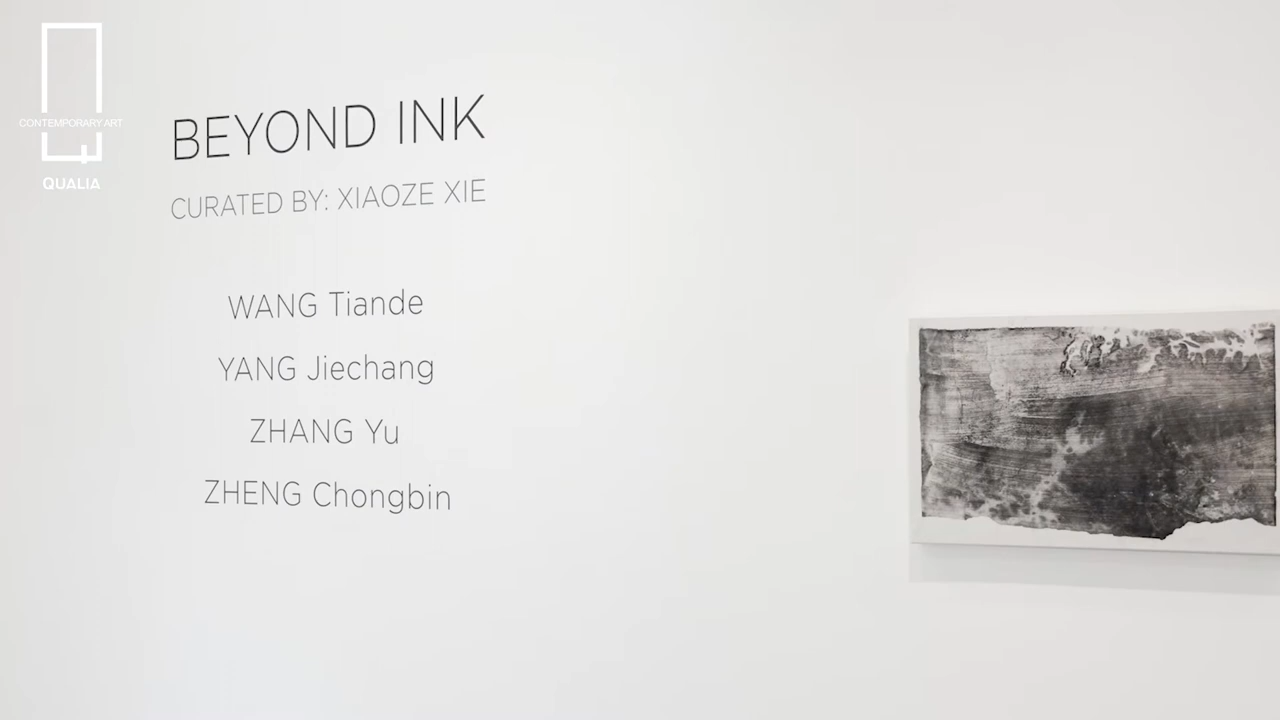 CONTEMPORARY ART
QUALIA
BEYOND INK
CURATED BY: XIAOZE XIE
WANG Tiande
YANG Jiechang
ZHANG Yu
ZHENG Chongbin